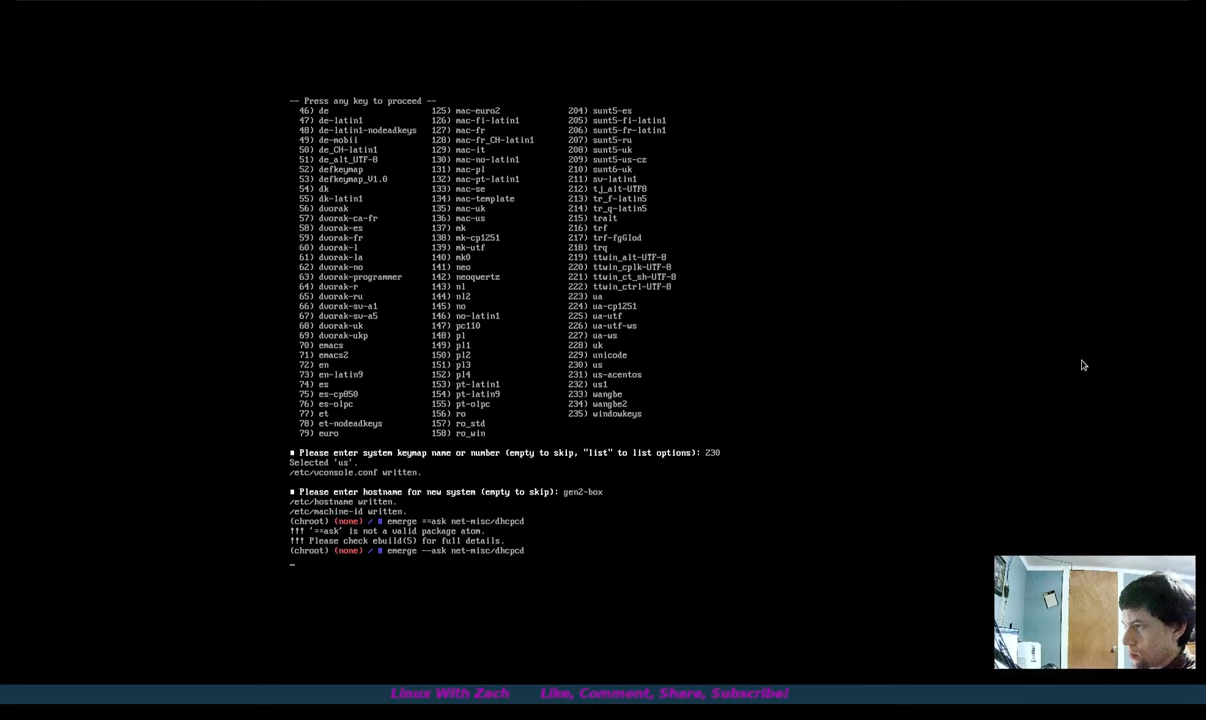 -- Press any key to proceed --
46) de 125) mac-euro2 204) sunt5-es
47) de-latin1 126) mac-fi-latin1 205) sunt5-fi-latin1
48) de-latin1-nodeadkeys 127) mac-fr 206) sunt5-fr-latin1
49) de-mobii 128) mac-fr_CH-latin1 207) sunt5-ru
50) de_CH-latin1 129) mac-it 208) sunt5-uk
51) de_alt_UTF-8 130) mac-no-latin1 209) sunt5-us-cz
52) defkeymap 131) mac-pl 210) sunt6-uk
53) defkeymap_V1.0 132) mac-pt-latin1 211) sv-latin1
54) dk 133) mac-se 212) tj_alt-UTF8
55) dk-latin1 134) mac-template 213) tr_f-latin5
56) dvorak 135) mac-uk 214) tr_q-latin5
57) dvorak-ca-fr 136) mac-us 215) tralt
58) dvorak-es 137) mk 216) trf
59) dvorak-fr 138) mk-cp1251 217) trf-fgGIod
60) dvorak-l 139) mk-utf 218) trq
61) dvorak-la 140) mk0 219) ttwin_alt-UTF-8
62) dvorak-no 141) neo 220) ttwin_cplk-UTF-8
63) dvorak-programmer 142) neoqwertz 221) ttwin_ct_sh-UTF-8
64) dvorak-r 143) nl 222) ttwin_ctrl-UTF-8
65) dvorak-ru 144) nl2 223) ua
66) dvorak-sv-a1 145) no 224) ua-cp1251
67) dvorak-sv-a5 146) no-latin1 225) ua-utf
68) dvorak-uk 147) pc110 226) ua-utf-ws
69) dvorak-ukp 148) pl 227) ua-ws
70) emacs 149) pl1 228) uk
71) emacs2 150) pl2 229) unicode
72) en 151) pl3 230) us
73) en-latin9 152) pl4 231) us-acentos
74) es 153) pt-latin1 232) us1
75) es-cp850 154) pt-latin9 233) wangbe
76) es-olpc 155) pt-olpc 234) wangbe2
77) et 156) ro 235) windowkeys
78) et-nodeadkeys 157) ro_std
79) euro 158) ro_win
Please enter system keymap name or number (empty to skip, "list" to list options): 230
Selected 'us'.
/etc/vconsole.conf written.
Please enter hostname for new system (empty to skip): gen2-box
/etc/hostname written.
/etc/machine-id written.
(chroot) (none) / # emerge ==ask net-misc/dhcpcd
!!! '==ask' is not a valid package atom.
!!! Please check ebuild(5) for full details.
(chroot) (none) / # emerge --ask net-misc/dhcpcd
Linux With Zach Like, Comment, Share, Subscribe!